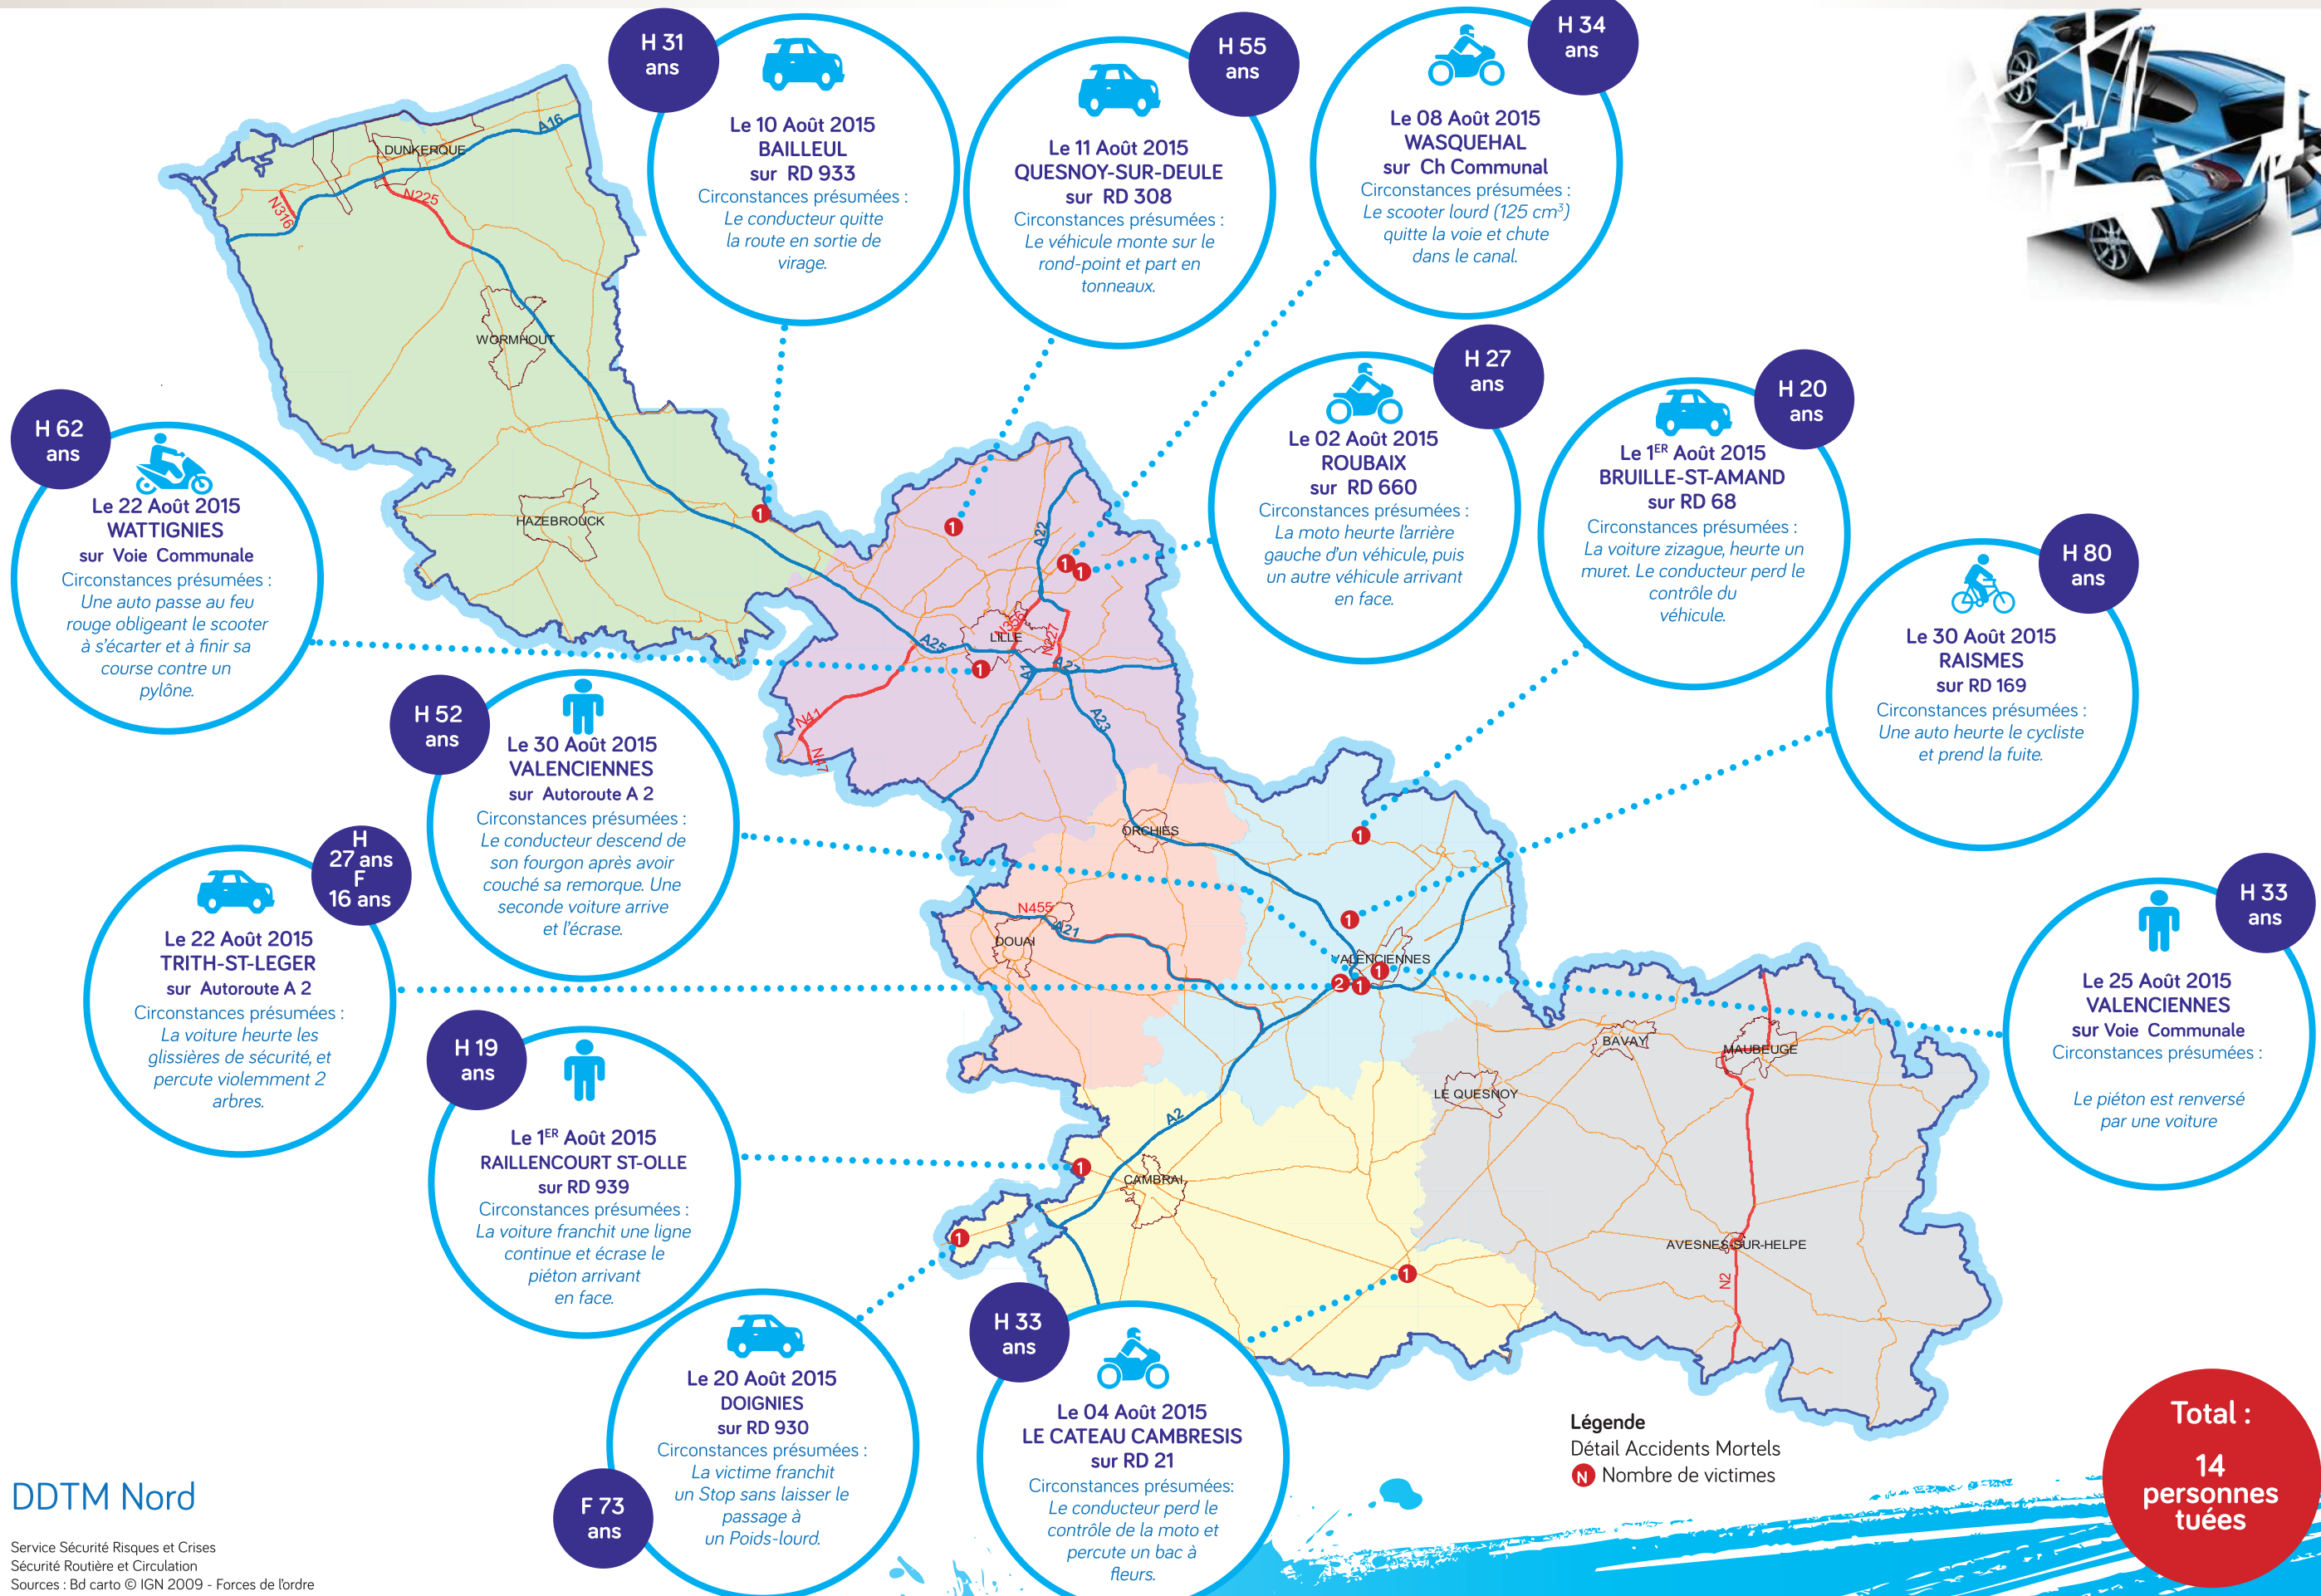 H 31
ans
Le 10 Août 2015
BAILLEUL
sur RD 933
Circonstances présumées :
Le conducteur quitte
la route en sortie de
virage.
H 55
ans
Le 11 Août 2015
QUESNOY-SUR-DEULE
sur RD 308
Circonstances présumées :
Le véhicule monte sur le
rond-point et part en
tonneaux.
H 34
ans
Le 08 Août 2015
WASQUEHAL
sur Ch Communal
Circonstances présumées :
Le scooter lourd (125 cm³)
quitte la voie et chute
dans le canal.
H 27
ans
Le 02 Août 2015
ROUBAIX
sur RD 660
Circonstances présumées :
La moto heurte l'arrière
gauche d'un véhicule, puis
un autre véhicule arrivant
en face.
H 20
ans
Le 1ER Août 2015
BRUILLE-ST-AMAND
sur RD 68
Circonstances présumées :
La voiture zizague, heurte un
muret. Le conducteur perd le
contrôle du
véhicule.
H 80
ans
Le 30 Août 2015
RAISMES
sur RD 169
Circonstances présumées :
Une auto heurte le cycliste
et prend la fuite.
H 62
ans
Le 22 Août 2015
WATTIGNIES
sur Voie Communale
Circonstances présumées :
Une auto passe au feu
rouge obligeant le scooter
à s'écarter et à finir sa
course contre un
pylône.
H 52
ans
Le 30 Août 2015
VALENCIENNES
sur Autoroute A 2
Circonstances présumées :
Le conducteur descend de
son fourgon après avoir
couché sa remorque. Une
seconde voiture arrive
et l'écrase.
H
27 ans
F
16 ans
Le 22 Août 2015
TRITH-ST-LEGER
sur Autoroute A 2
Circonstances présumées :
La voiture heurte les
glissières de sécurité, et
percute violemment 2
arbres.
H 33
ans
Le 25 Août 2015
VALENCIENNES
sur Voie Communale
Circonstances présumées :
Le piéton est renversé
par une voiture
H 19
ans
Le 1ER Août 2015
RAILLENCOURT ST-OLLE
sur RD 939
Circonstances présumées :
La voiture franchit une ligne
continue et écrase le
piéton arrivant
en face.
F 73
ans
Le 20 Août 2015
DOIGNIES
sur RD 930
Circonstances présumées :
La victime franchit
un Stop sans laisser le
passage à
un Poids-lourd.
H 33
ans
Le 04 Août 2015
LE CATEAU CAMBRESIS
sur RD 21
Circonstances présumées:
Le conducteur perd le
contrôle de la moto et
percute un bac à
fleurs.
A16
DUNKERQUE
N316
N225
WORMHOUT
HAZEBROUCK
1
1
A22
1
1
N356
LILLE
N227
A25
A1
A27
1
N41
N47
A23
ORCHIES
1
N455
A21
DOUAI
1
VALENCIENNES
1
2
1
BAVAY
MAUBEUGE
LE QUESNOY
A2
1
CAMBRAI
1
1
AVESNES-SUR-HELPE
N2
Légende
Détail Accidents Mortels
N Nombre de victimes
Total :
14
personnes
tuées
DDTM Nord
Service Sécurité Risques et Crises
Sécurité Routière et Circulation
Sources : Bd carto © IGN 2009 - Forces de l'ordre